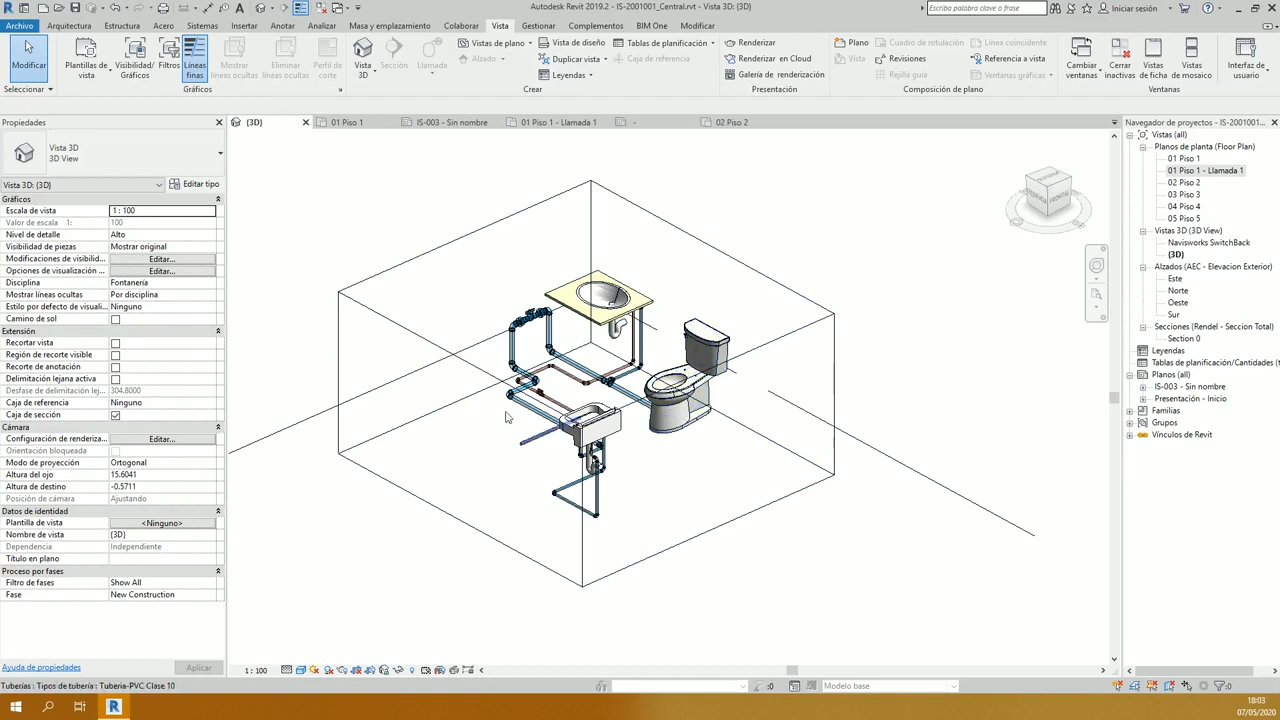 Autodesk Revit 2019.2 - IS-2001001_Central.rvt - Vista 3D: {3D}
Escriba palabra clave o frase
Iniciar sesión
Archivo Arquitectura Estructura Acero Sistemas Insertar Anotar Analizar Masa y emplazamiento Colaborar Vista Gestionar Complementos BIM One Modificar
Modificar
Seleccionar
Plantillas de vista
Visibilidad/ Gráficos
Filtros
Líneas finas
Mostrar líneas ocultas
Eliminar líneas ocultas
Perfil de corte
Gráficos
Vista 3D
Sección
Llamada
Vistas de plano
Alzado
Vista de diseño
Duplicar vista
Leyendas
Tablas de planificación
Caja de referencia
Crear
Renderizar
Renderizar en Cloud
Galería de renderización
Presentación
Plano
Vista
Cuadro de rotulación
Revisiones
Rejilla guía
Línea coincidente
Referencia a vista
Ventanas gráficas
Composición de plano
Cambiar ventanas
Cerrar inactivas
Vistas de ficha
Vistas de mosaico
Ventanas
Interfaz de usuario
Propiedades
Vista 3D
3D View
Vista 3D: {3D}
Editar tipo
Gráficos
Escala de vista 1 : 100
Valor de escala 1: 100
Nivel de detalle Alto
Visibilidad de piezas Mostrar original
Modificaciones de visibilid... Editar...
Opciones de visualización ... Editar...
Disciplina Fontanería
Mostrar líneas ocultas Por disciplina
Estilo por defecto de visuali... Ninguno
Camino de sol
Extensión
Recortar vista
Región de recorte visible
Recorte de anotación
Delimitación lejana activa
Desfase de delimitación lej... 304.8000
Caja de referencia Ninguno
Caja de sección
Cámara
Configuración de renderiza... Editar...
Orientación bloqueada
Modo de proyección Ortogonal
Altura del ojo 15.6041
Altura de destino -0.5711
Posición de cámara Ajustando
Datos de identidad
Plantilla de vista <Ninguno>
Nombre de vista {3D}
Dependencia Independiente
Título en plano
Proceso por fases
Filtro de fases Show All
Fase New Construction
Ayuda de propiedades
Aplicar
{3D}
01 Piso 1
IS-003 - Sin nombre
01 Piso 1 - Llamada 1
-
02 Piso 2
Navegador de proyectos - IS-2001001...
Vistas (all)
Planos de planta (Floor Plan)
01 Piso 1
01 Piso 1 - Llamada 1
02 Piso 2
03 Piso 3
04 Piso 4
05 Piso 5
Vistas 3D (3D View)
Navisworks SwitchBack
{3D}
Alzados (AEC - Elevacion Exterior)
Este
Norte
Oeste
Sur
Secciones (Rendel - Seccion Total)
Section 0
Leyendas
Tablas de planificación/Cantidades (t
Planos (all)
IS-003 - Sin nombre
Presentación - Inicio
Familias
Grupos
Vínculos de Revit
1 : 100
Tuberías : Tipos de tubería : Tuberia-PVC Clase 10
:0
Modelo base
:0
18:03
07/05/2020